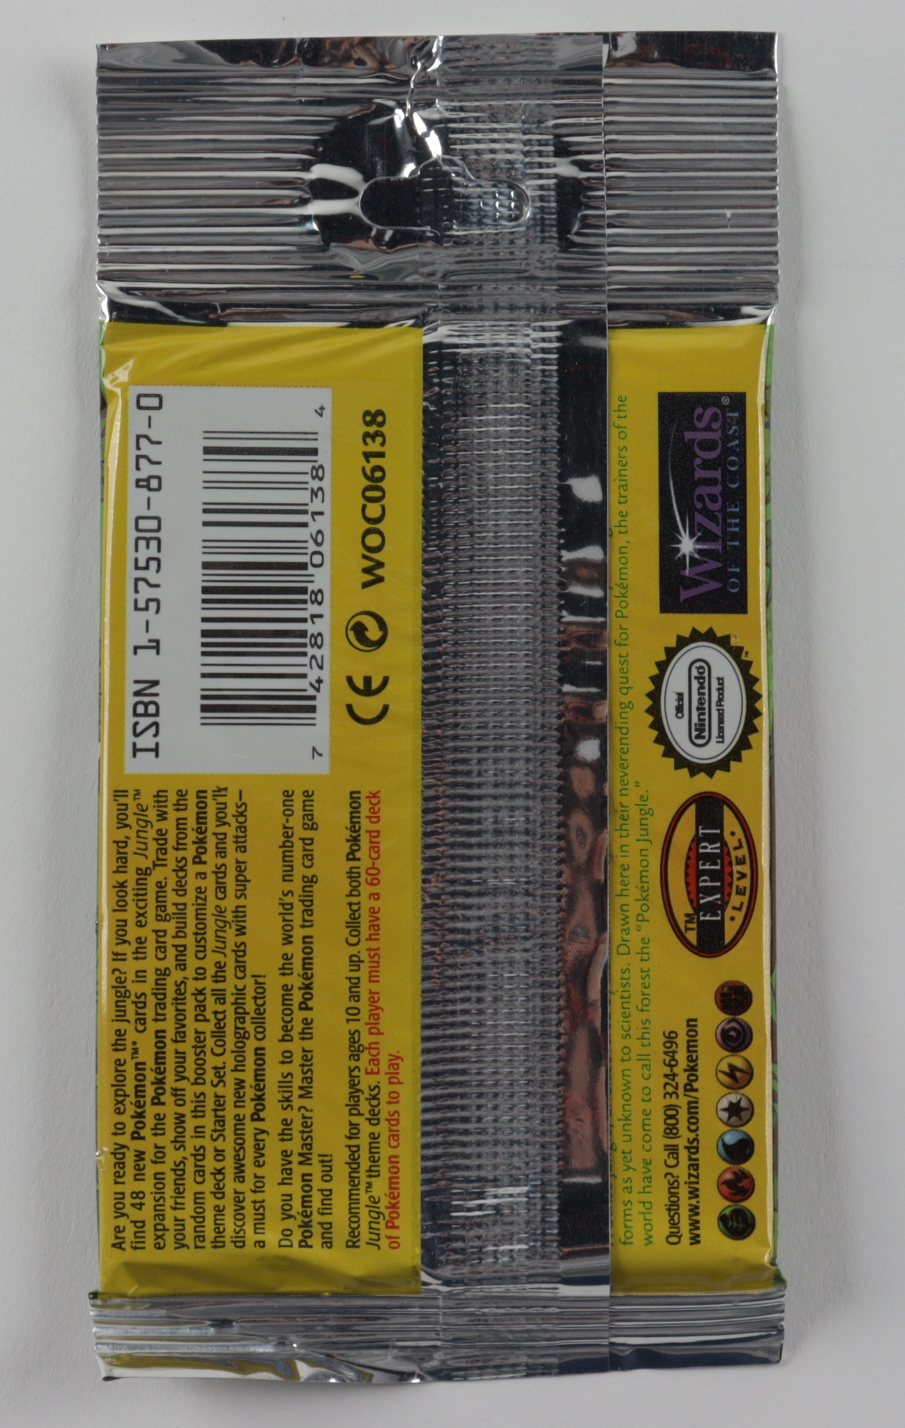 Are you ready to explore the jungle? If you look hard, you'll
find 48 new Pokémon™ cards in the exciting Jungle™
expansion for the Pokémon trading card game. Trade with
your friends, show off your favorites, and build decks from the
random cards in this booster pack to customize a Pokémon
theme deck or Starter Set. Collect all the Jungle cards and you'll
discover awesome new holographic cards with super attacks–
a must for every Pokémon collector!
Do you have the skills to become the world's number-one
Pokémon Master? Master the Pokémon trading card game
and find out!
Recommended for players ages 10 and up. Collect both Pokémon
Jungle™ theme decks. Each player must have a 60-card deck
of Pokémon cards to play.
ISBN 1-57530-877-0
7 42818 06138 4
CE WOC06138
forms as yet unknown to scientists. Drawn here in their neverending quest for Pokémon, the trainers of the
world have come to call this forest the “Pokémon Jungle.”
Questions? Call (800) 324-6496
www.wizards.com/Pokemon
™
EXPERT
•LEVEL•
Official
Nintendo
Licensed Product
™
Wizards®
OF THE COAST